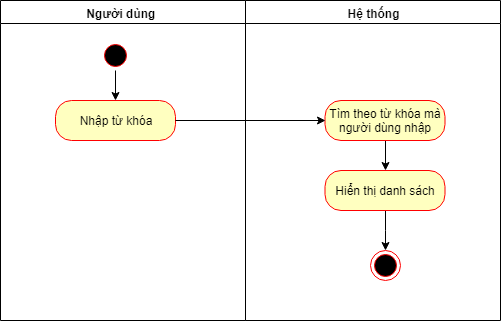 Người dùng
Hệ thống
Nhập từ khóa
Tìm theo từ khóa mà
người dùng nhập
Hiển thị danh sách